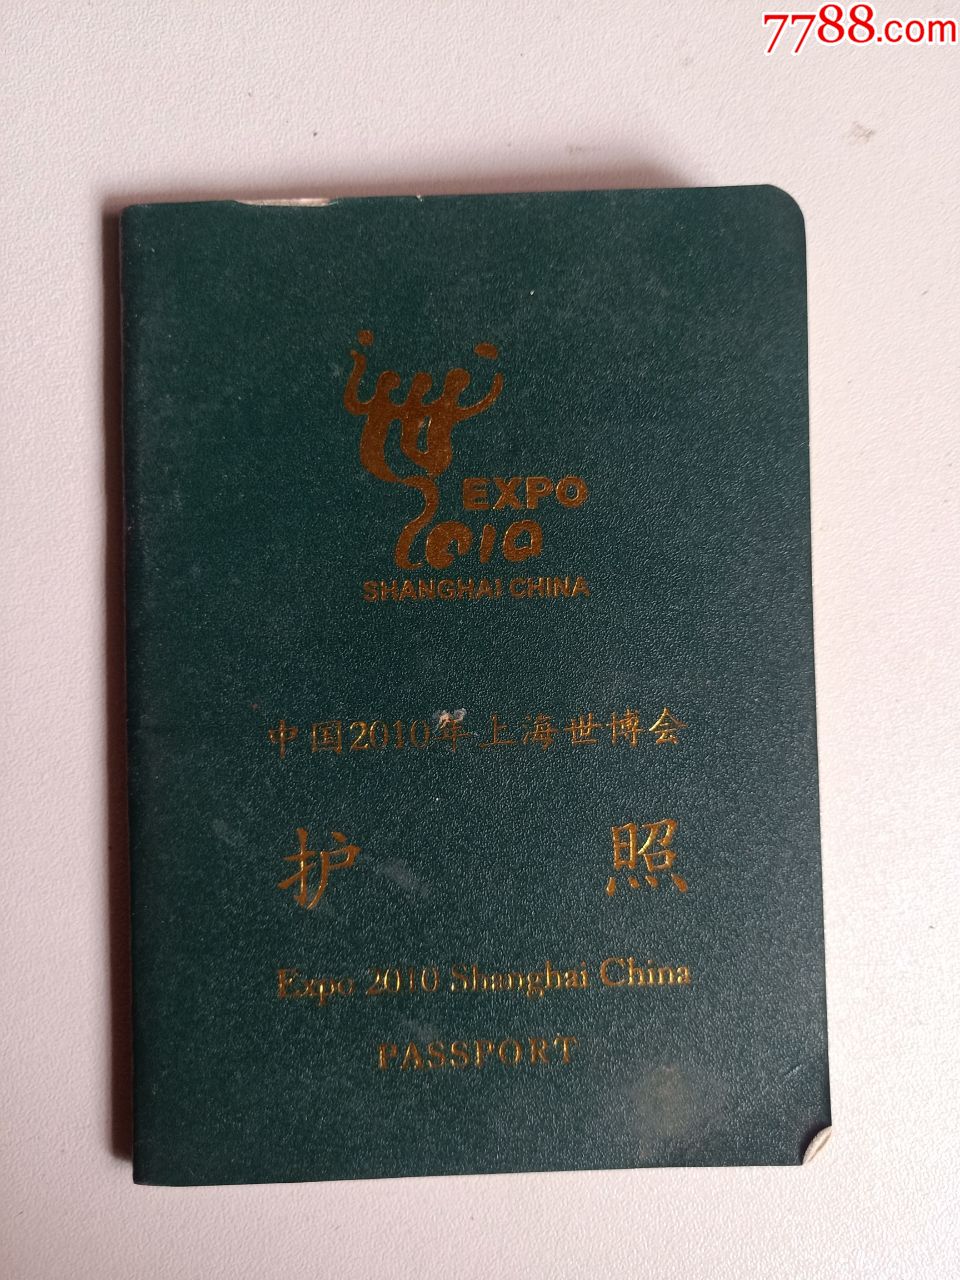 7788.com
EXPO
2010
SHANGHAI CHINA
中国2010年上海世博会
护 照
Expo 2010 Shanghai China
PASSPORT